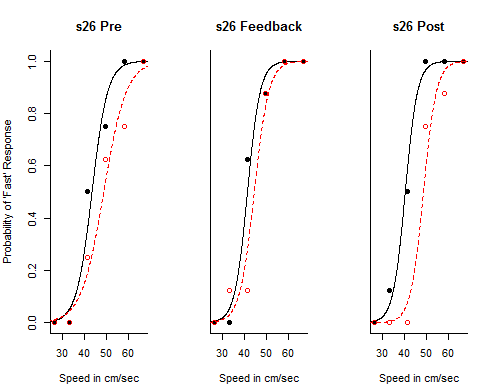 s26 Pre
s26 Feedback
s26 Post
Probability of 'Fast' Response
1.0
0.8
0.6
0.4
0.2
0.0
30 40 50 60
30 40 50 60
30 40 50 60
Speed in cm/sec
Speed in cm/sec
Speed in cm/sec